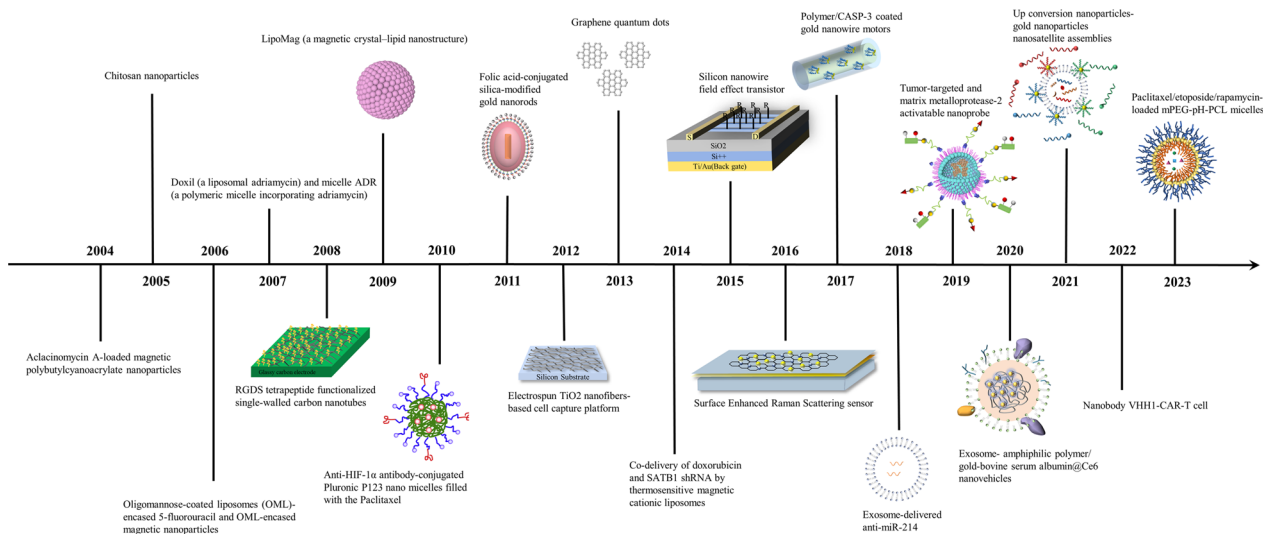 Graphene quantum dots
Polymer/CASP-3 coated
gold nanowire motors
Up conversion nanoparticles-
gold nanoparticles
nanosatellite assemblies
LipoMag (a magnetic crystal–lipid nanostructure)
Chitosan nanoparticles
Folic acid-conjugated
silica-modified
gold nanorods
Silicon nanowire
field effect transistor
R R R R R
R R R R
S
D
SiO2
Si++
Ti/Au(Back gate)
Tumor-targeted and
matrix metalloprotease-2
activatable nanoprobe
Paclitaxel/etoposide/rapamycin-
loaded mPEG-pH-PCL micelles
Doxil (a liposomal adriamycin) and micelle ADR
(a polymeric micelle incorporating adriamycin)
2004
2006
2008
2010
2012
2014
2016
2018
2020
2022
2005
2007
2009
2011
2013
2015
2017
2019
2021
2023
Aclacinomycin A-loaded magnetic
polybutylcyanoacrylate nanoparticles
Glassy carbon electrode
RGDS tetrapeptide functionalized
single-walled carbon nanotubes
Silicon Substrate
Electrospun TiO2 nanofibers-
based cell capture platform
Surface Enhanced Raman Scattering sensor
Nanobody VHH1-CAR-T cell
Oligomannose-coated liposomes (OML)-
encased 5-fluorouracil and OML-encased
magnetic nanoparticles
Anti-HIF-1α antibody-conjugated
Pluronic P123 nano micelles filled
with the Paclitaxel
Co-delivery of doxorubicin
and SATB1 shRNA by
thermosensitive magnetic
cationic liposomes
Exosome-delivered
anti-miR-214
Exosome- amphiphilic polymer/
gold-bovine serum albumin@Ce6
nanovehicles